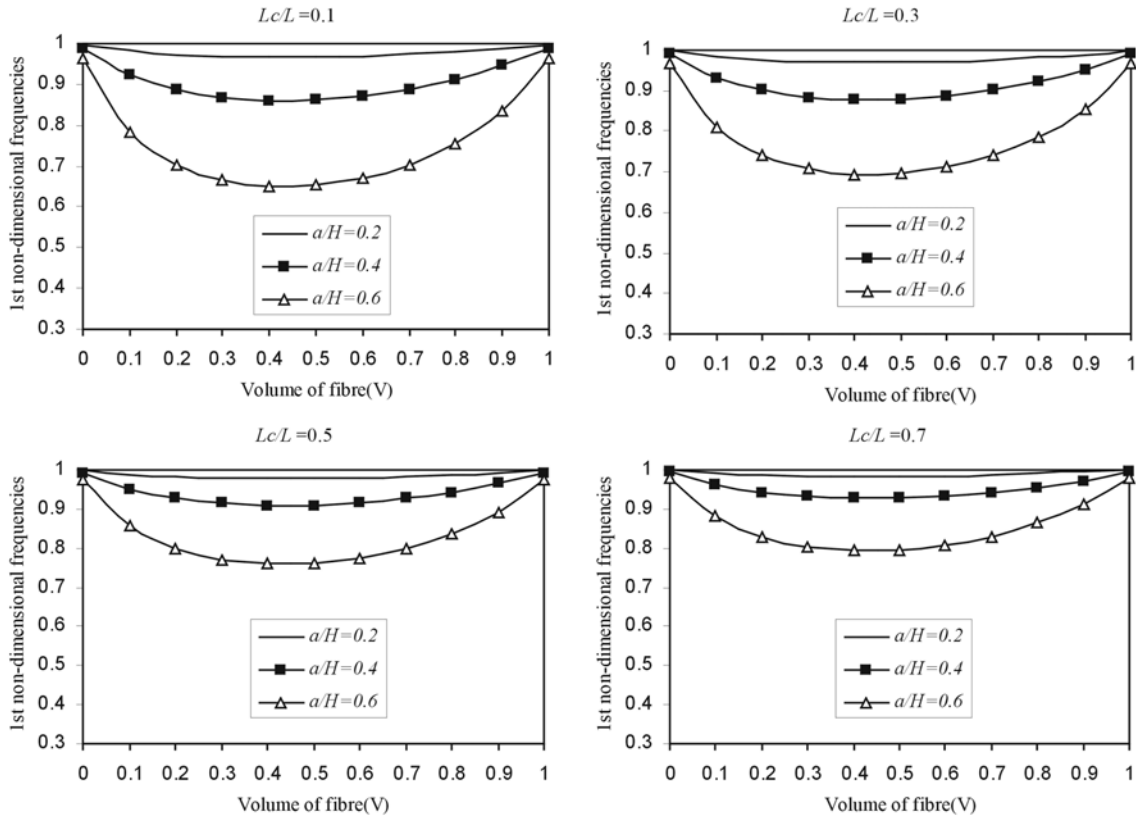 Lc/L =0.1
1st non-dimensional frequencies
1
0.9
0.8
0.7
0.6
0.5
0.4
0.3
a/H=0.2
a/H=0.4
a/H=0.6
0 0.1 0.2 0.3 0.4 0.5 0.6 0.7 0.8 0.9 1
Volume of fibre(V)
Lc/L =0.3
1st non-dimensional frequencies
1
0.9
0.8
0.7
0.6
0.5
0.4
0.3
a/H=0.2
a/H=0.4
a/H=0.6
0 0.1 0.2 0.3 0.4 0.5 0.6 0.7 0.8 0.9 1
Volume of fibre(V)
Lc/L =0.5
1st non-dimensional frequencies
1
0.9
0.8
0.7
0.6
0.5
0.4
0.3
a/H=0.2
a/H=0.4
a/H=0.6
0 0.1 0.2 0.3 0.4 0.5 0.6 0.7 0.8 0.9 1
Volume of fibre(V)
Lc/L =0.7
1st non-dimensional frequencies
1
0.9
0.8
0.7
0.6
0.5
0.4
0.3
a/H=0.2
a/H=0.4
a/H=0.6
0 0.1 0.2 0.3 0.4 0.5 0.6 0.7 0.8 0.9 1
Volume of fibre(V)